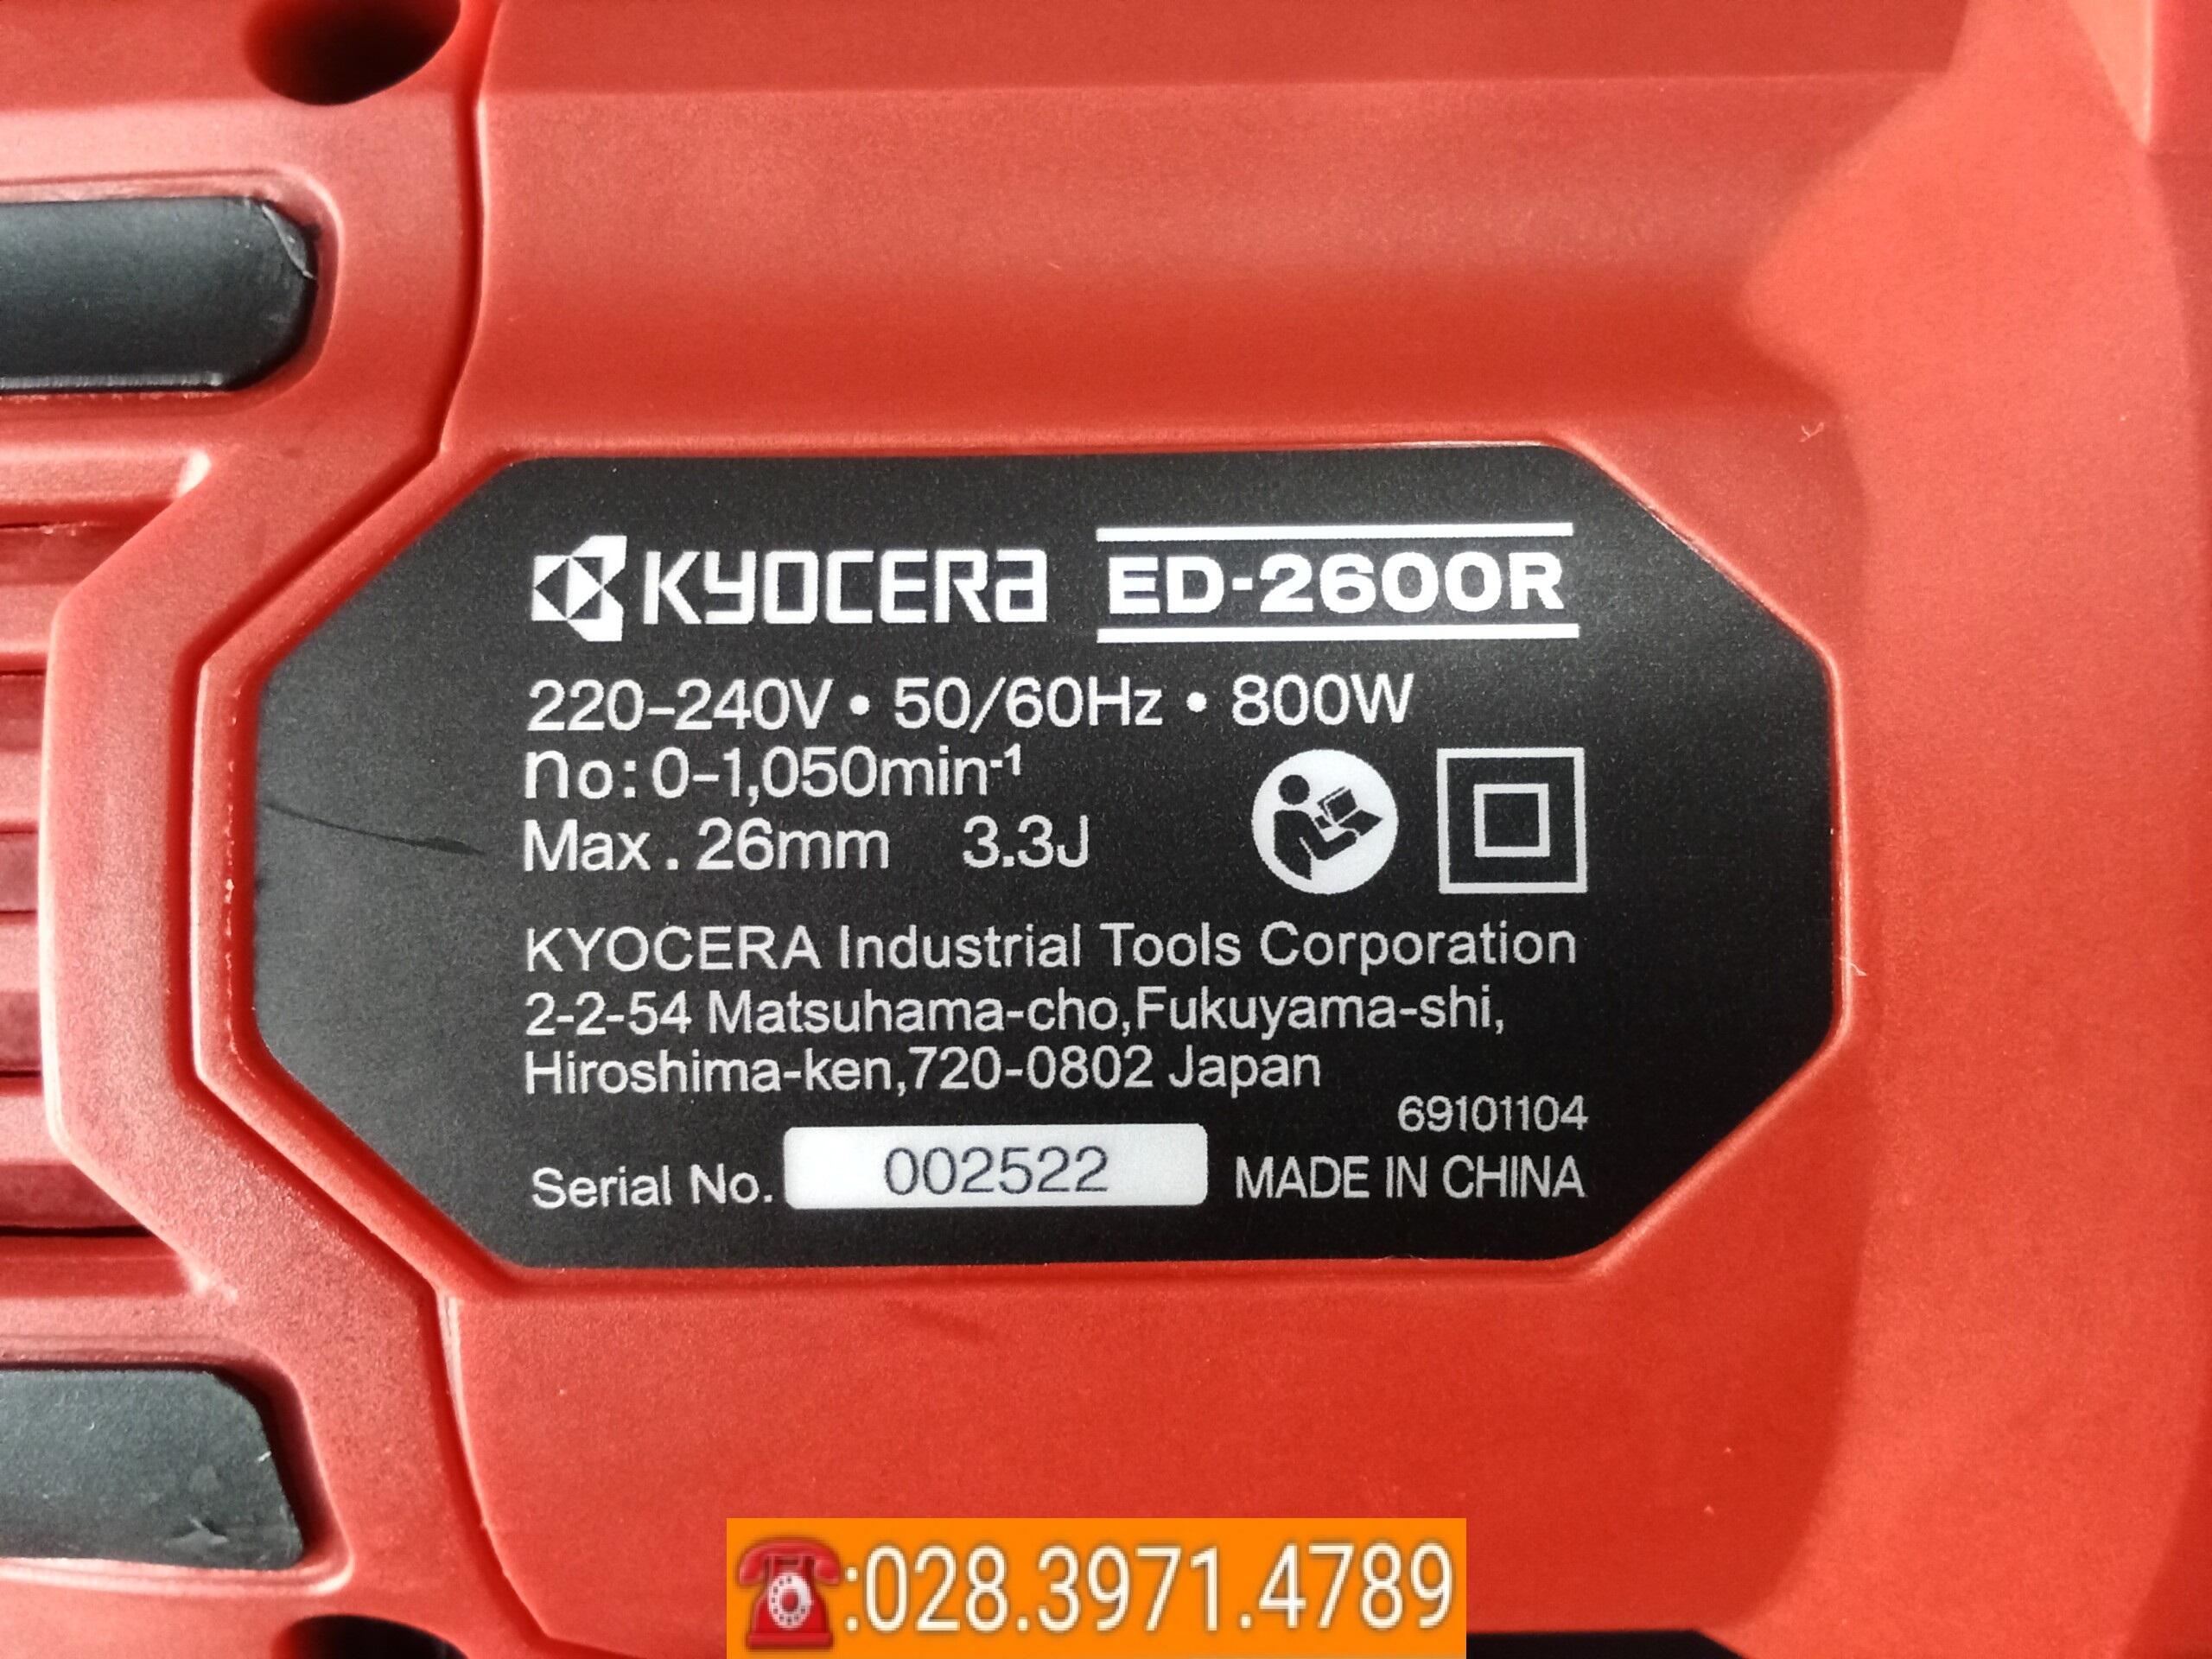 KYOCERA ED-2600R
220-240V • 50/60Hz • 800W
no: 0-1,050min⁻¹
Max. 26mm 3.3J
KYOCERA Industrial Tools Corporation
2-2-54 Matsuhama-cho,Fukuyama-shi,
Hiroshima-ken,720-0802 Japan
69101104
Serial No. 002522 MADE IN CHINA
☎:028.3971.4789